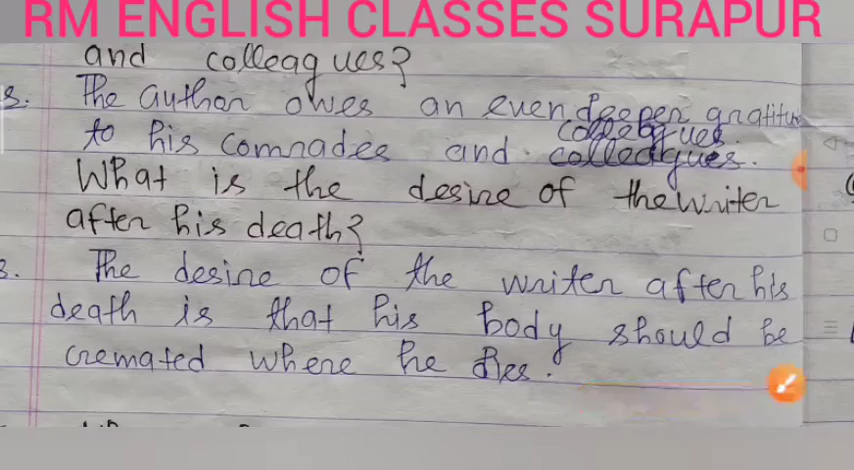 RM ENGLISH CLASSES SURAPUR
and colleagues?
The author owes an even deeper gratitu
to his comrades and colleagues.
What is the desire of the writer
after his death?
The desire of the writer after his
death is that his body should be
cremated where he dies.